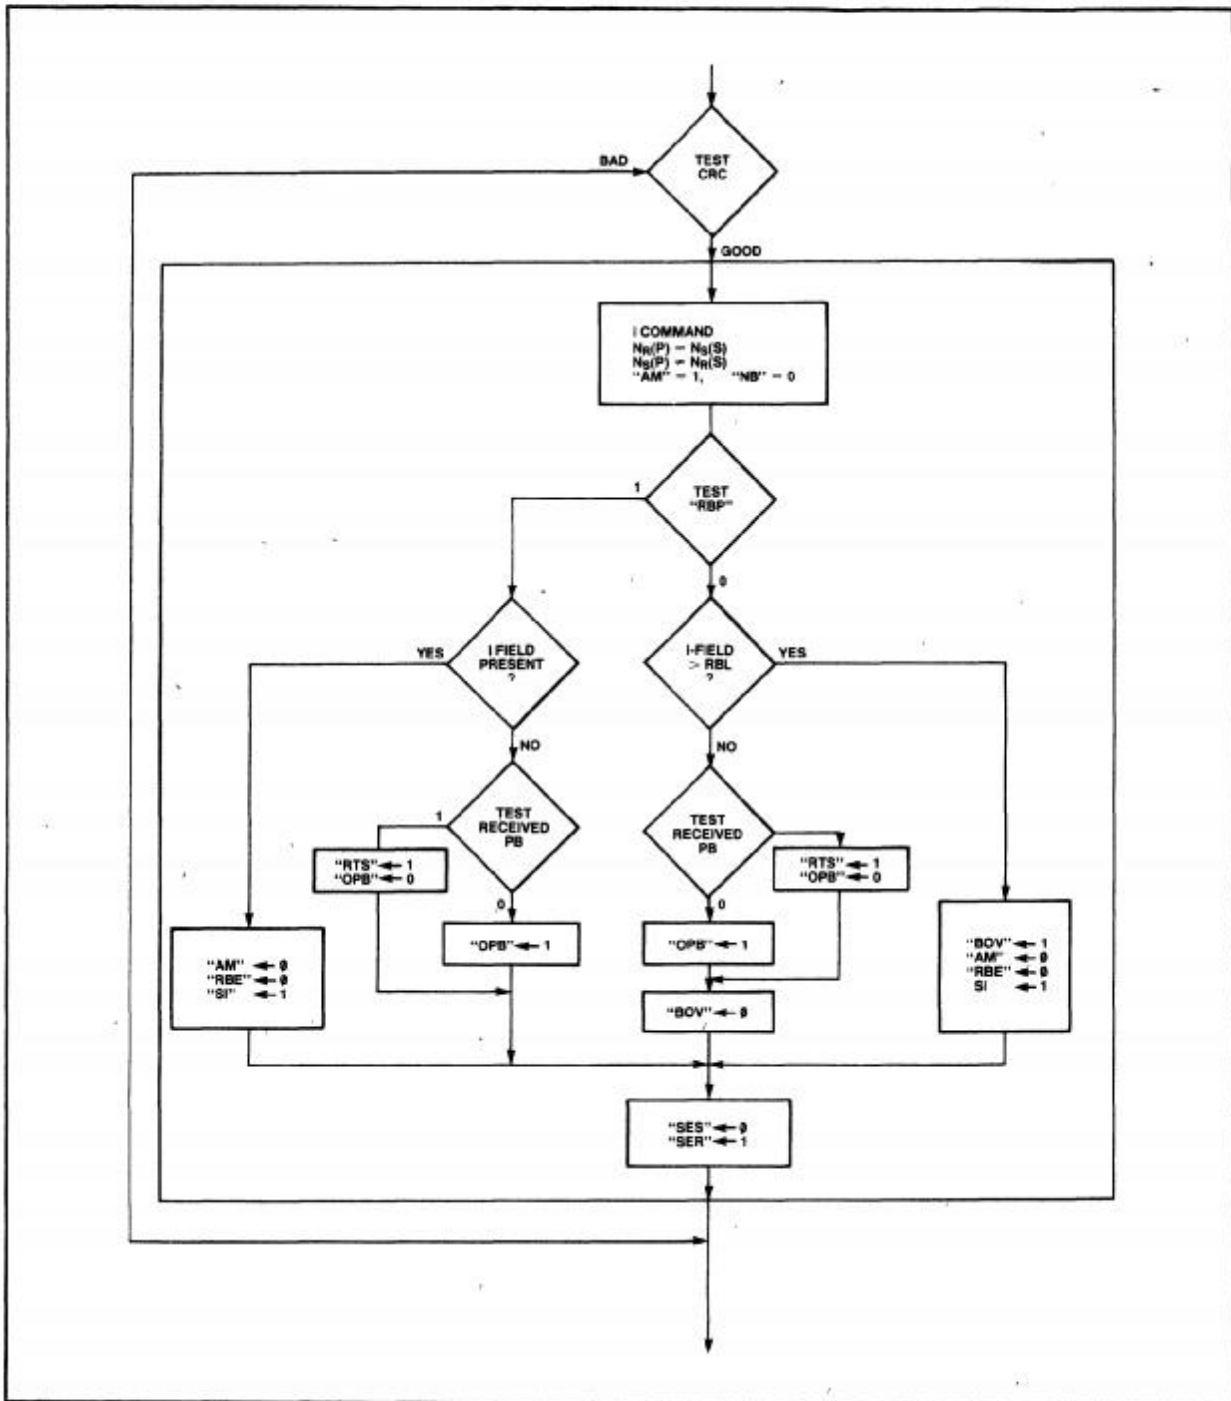 TEST
CRC
BAD
GOOD
I COMMAND
NR(P) = NS(S)
NS(P) = NR(S)
"AM" = 1, "NB" = 0
TEST
"RBP"
1
0
I FIELD
PRESENT
?
YES
NO
I-FIELD
> RBL
?
YES
NO
TEST
RECEIVED
PB
1
0
TEST
RECEIVED
PB
0
"RTS" ← 1
"OPB" ← 0
"RTS" ← 1
"OPB" ← 0
"OPB" ← 1
"OPB" ← 1
"AM" ← 0
"RBE" ← 0
"SI" ← 1
"BOV" ← 0
"BOV" ← 1
"AM" ← 0
"RBE" ← 0
SI ← 1
"SES" ← 0
"SER" ← 1